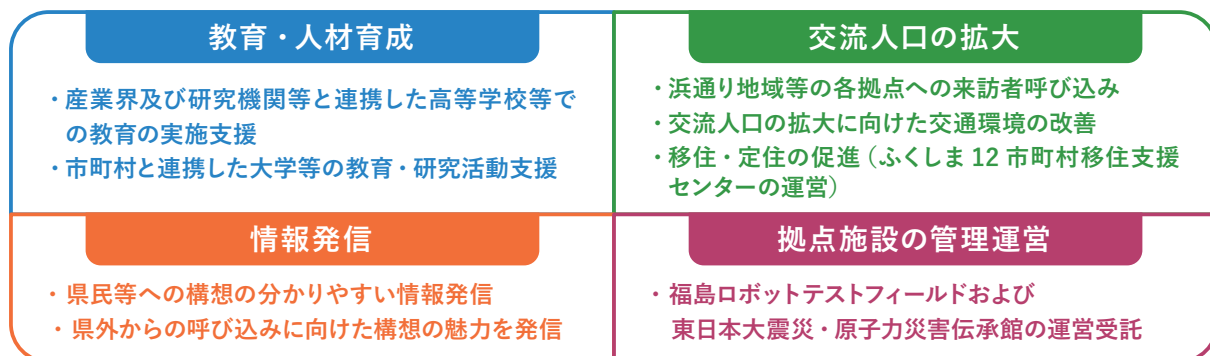 教育・人材育成
・産業界及び研究機関等と連携した高等学校等で
の教育の実施支援
・市町村と連携した大学等の教育・研究活動支援
交流人口の拡大
・浜通り地域等の各拠点への来訪者呼び込み
・交流人口の拡大に向けた交通環境の改善
・移住・定住の促進（ふくしま12市町村移住支援
センターの運営）
情報発信
・県民等への構想の分かりやすい情報発信
・県外からの呼び込みに向けた構想の魅力を発信
拠点施設の管理運営
・福島ロボットテストフィールドおよび
東日本大震災・原子力災害伝承館の運営受託